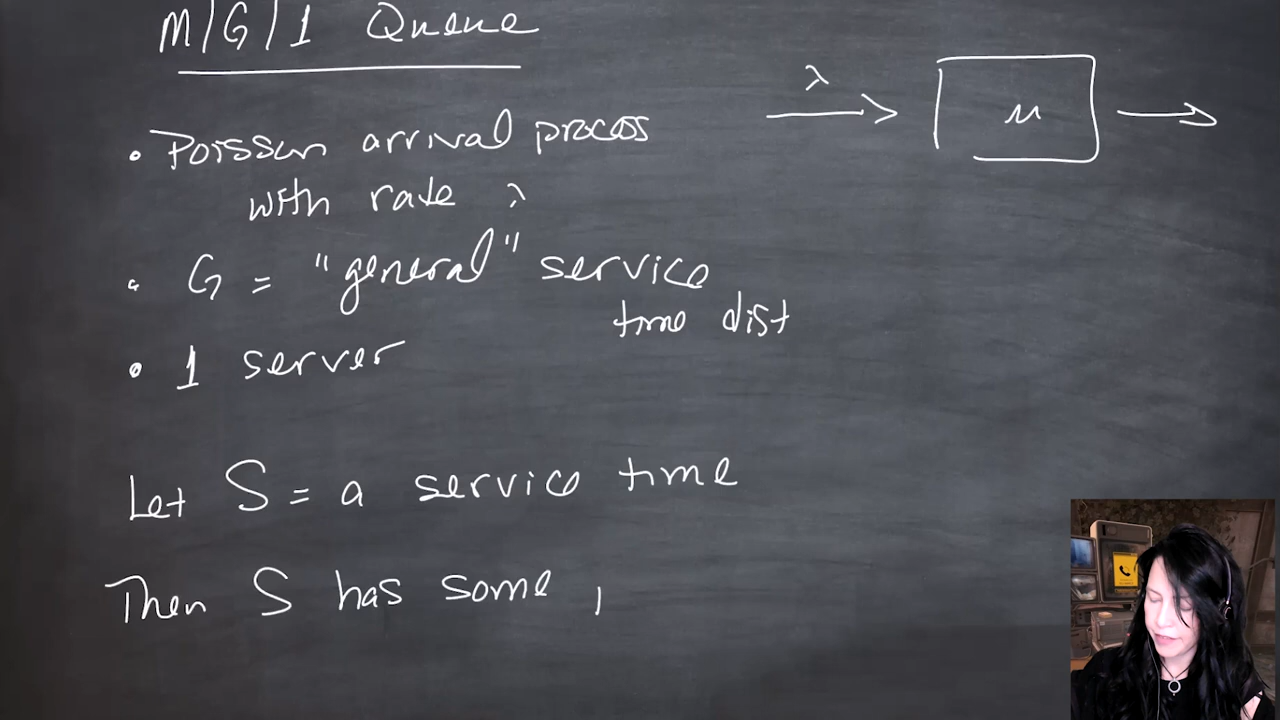 M/G/1 Queue
λ
μ
• Poisson arrival process
with rate λ
• G = "general" service
time dist
• 1 server
Let S = a service time
Then S has some